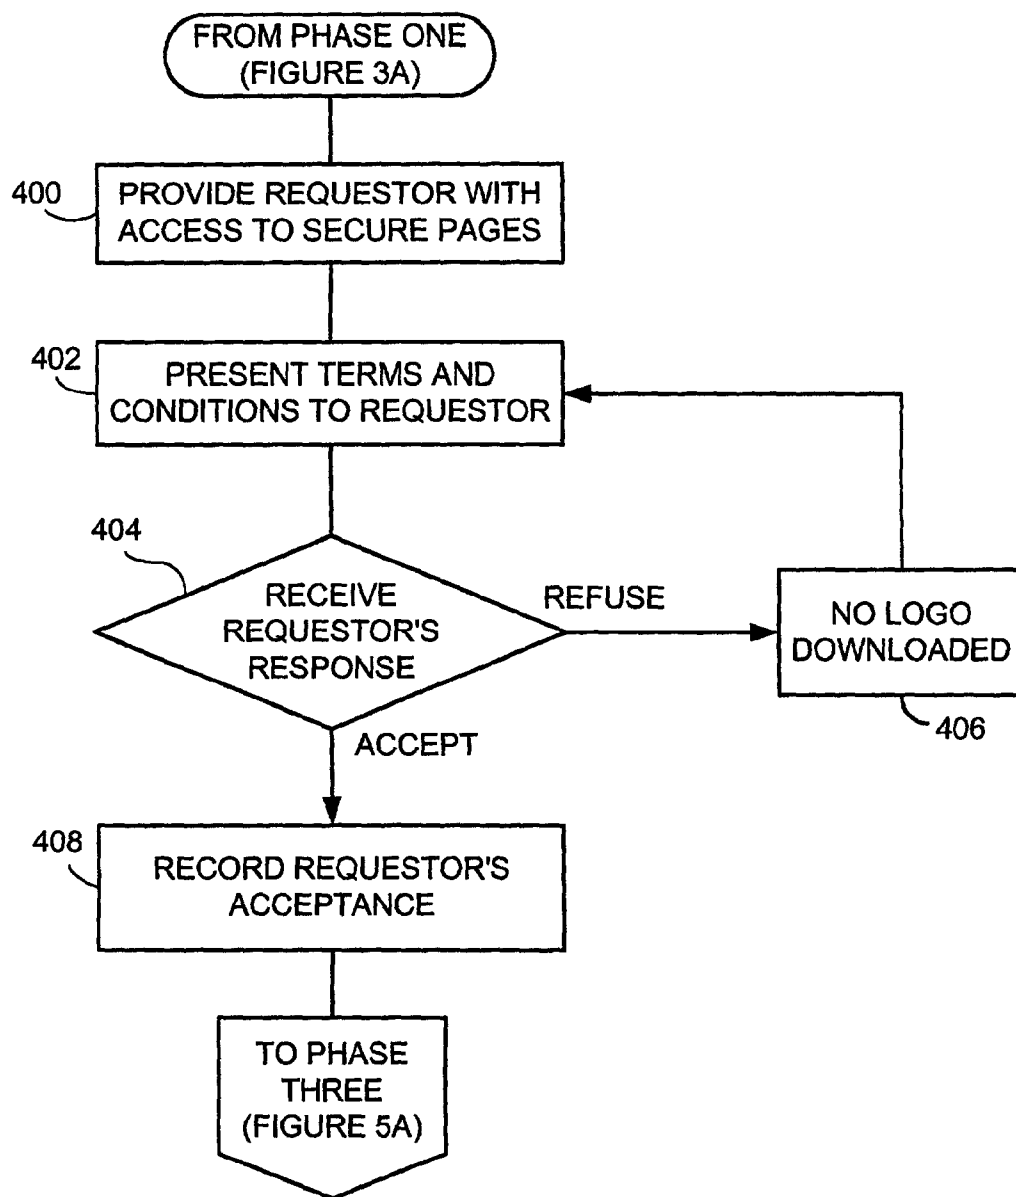 FROM PHASE ONE
(FIGURE 3A)
400
PROVIDE REQUESTOR WITH
ACCESS TO SECURE PAGES
402
PRESENT TERMS AND
CONDITIONS TO REQUESTOR
404
RECEIVE
REQUESTOR'S
RESPONSE
REFUSE
NO LOGO
DOWNLOADED
406
ACCEPT
408
RECORD REQUESTOR'S
ACCEPTANCE
TO PHASE
THREE
(FIGURE 5A)